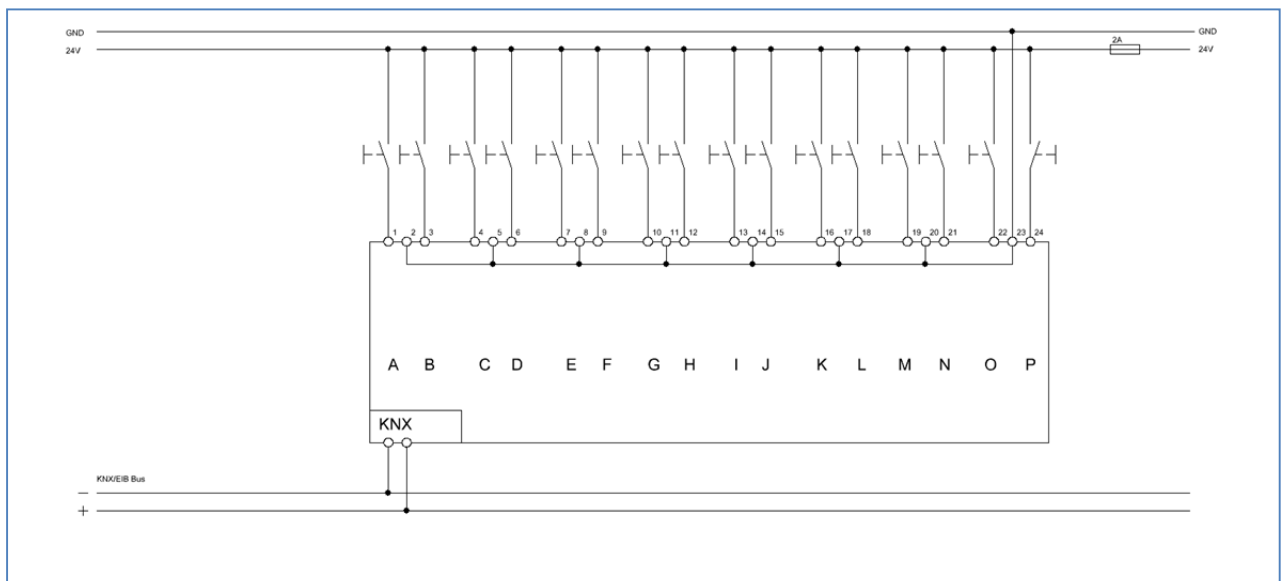 GND GND
2A
24V 24V
1 2 3 4 5 6 7 8 9 10 11 12 13 14 15 16 17 18 19 20 21 22 23 24
A B C D E F G H I J K L M N O P
KNX
KNX/EIB Bus
−
+